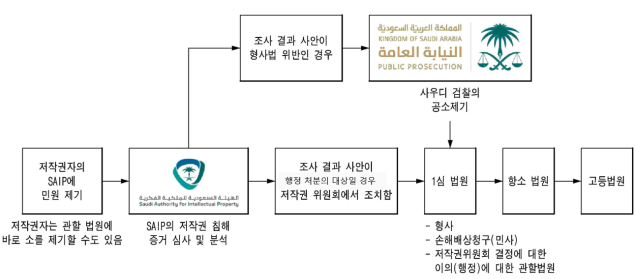 조사 결과 사안이
형사법 위반인 경우
المملكة العربية السعودية
KINGDOM OF SAUDI ARABIA
النيابة العامة
PUBLIC PROSECUTION
사우디 검찰의
공소제기
저작권자의
SAIP에
민원 제기
الهيئة السعودية للملكية الفكرية
Saudi Authority for Intellectual Property
조사 결과 사안이
행정 처분의 대상일 경우
저작권 위원회에서 조치함
1심 법원
항소 법원
고등법원
저작권자는 관할 법원에
바로 소를 제기할 수도 있음
SAIP의 저작권 침해
증거 심사 및 분석
- 형사
- 손해배상청구(민사)
- 저작권위원회 결정에 대한
이의(행정)에 대한 관할법원